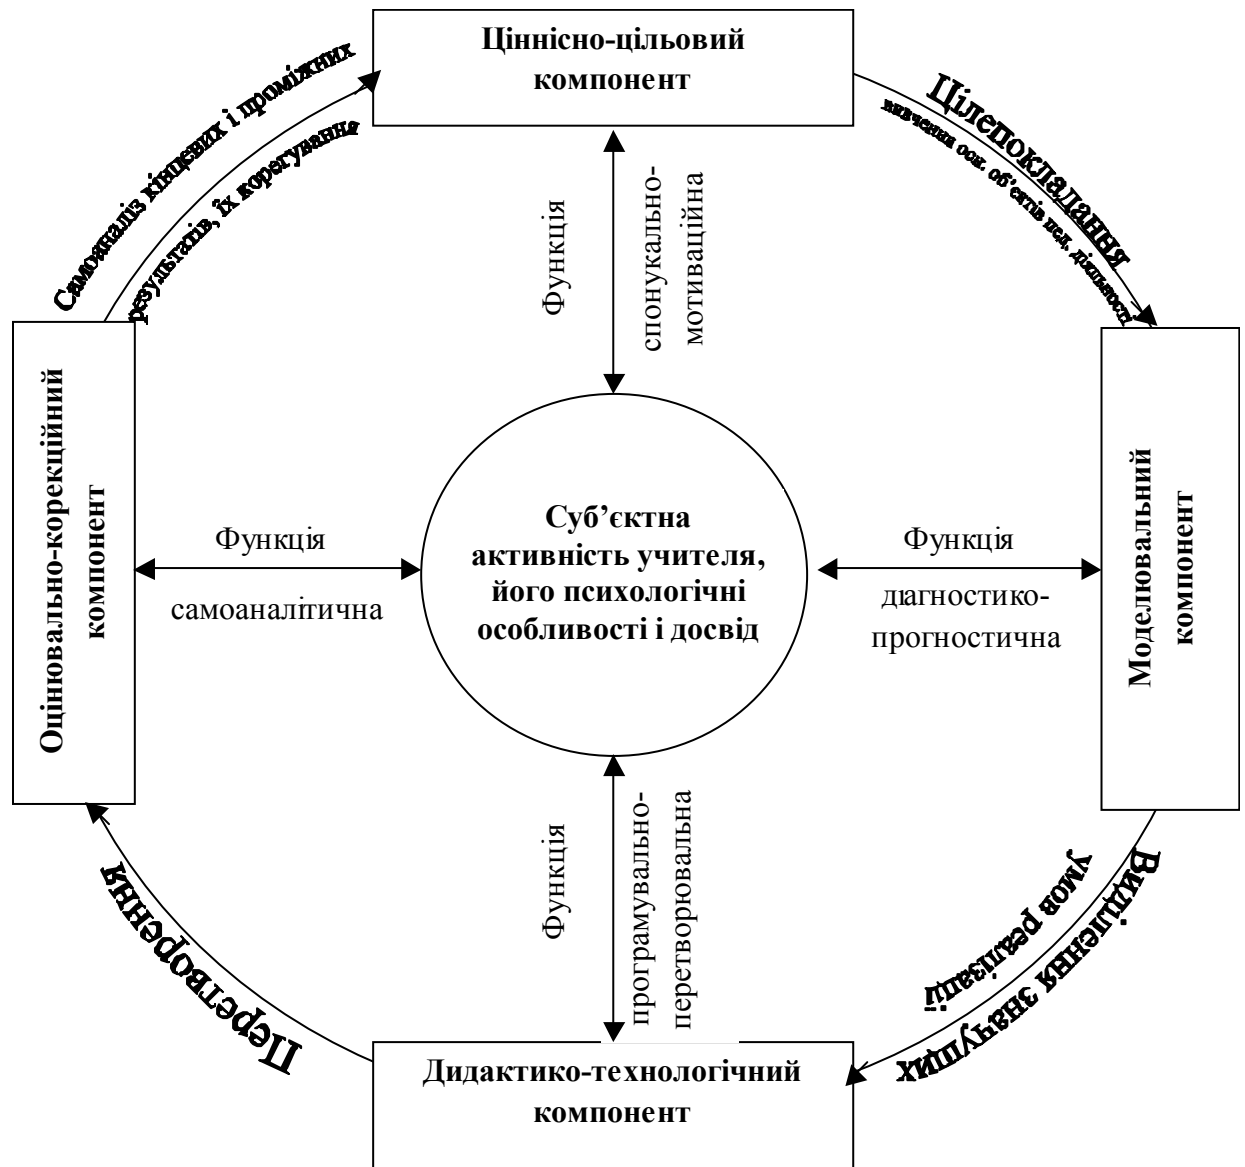 Ціннісно-цільовий
компонент
Самоаналіз кінцевих і проміжних
результатів, їх корегування
Цілепокладання
вивчення осн. об’єктів пед. діяльності
Функція
спонукально-
мотиваційна
Оцінювально-корекційний
компонент
Функція
самоаналітична
Суб’єктна
активність учителя,
його психологічні
особливості і досвід
Функція
діагностико-
прогностична
Моделювальний
компонент
Функція
програмувально-
перетворювальна
Перетворення
Виділення значущих
умов реалізації
Дидактико-технологічний
компонент